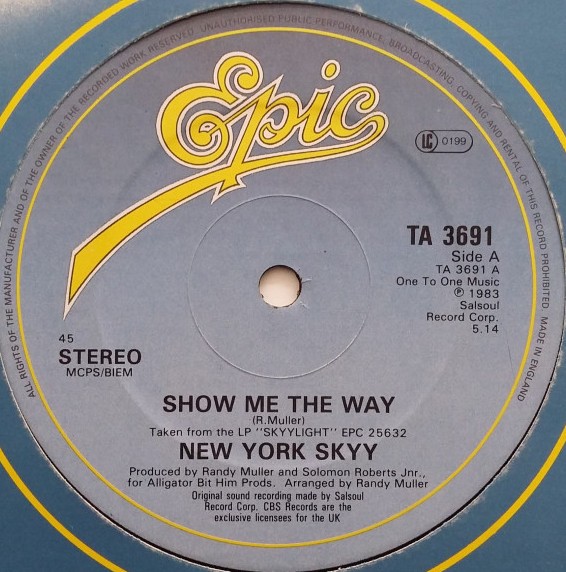 ALL RIGHTS OF THE MANUFACTURER AND OF THE OWNER OF THE RECORDED WORK RESERVED. UNAUTHORISED PUBLIC PERFORMANCE, BROADCASTING, COPYING AND RENTAL OF THIS RECORD PROHIBITED. MADE IN ENGLAND
Epic
LC 0199
TA 3691
Side A
TA 3691 A
One To One Music
℗ 1983
Salsoul
Record Corp.
5.14
45
STEREO
MCPS/BIEM
SHOW ME THE WAY
(R.Muller)
Taken from the LP "SKYYLIGHT" EPC 25632
NEW YORK SKYY
Produced by Randy Muller and Solomon Roberts Jnr.,
for Alligator Bit Him Prods. Arranged by Randy Muller
Original sound recording made by Salsoul
Record Corp. CBS Records are the
exclusive licensees for the UK